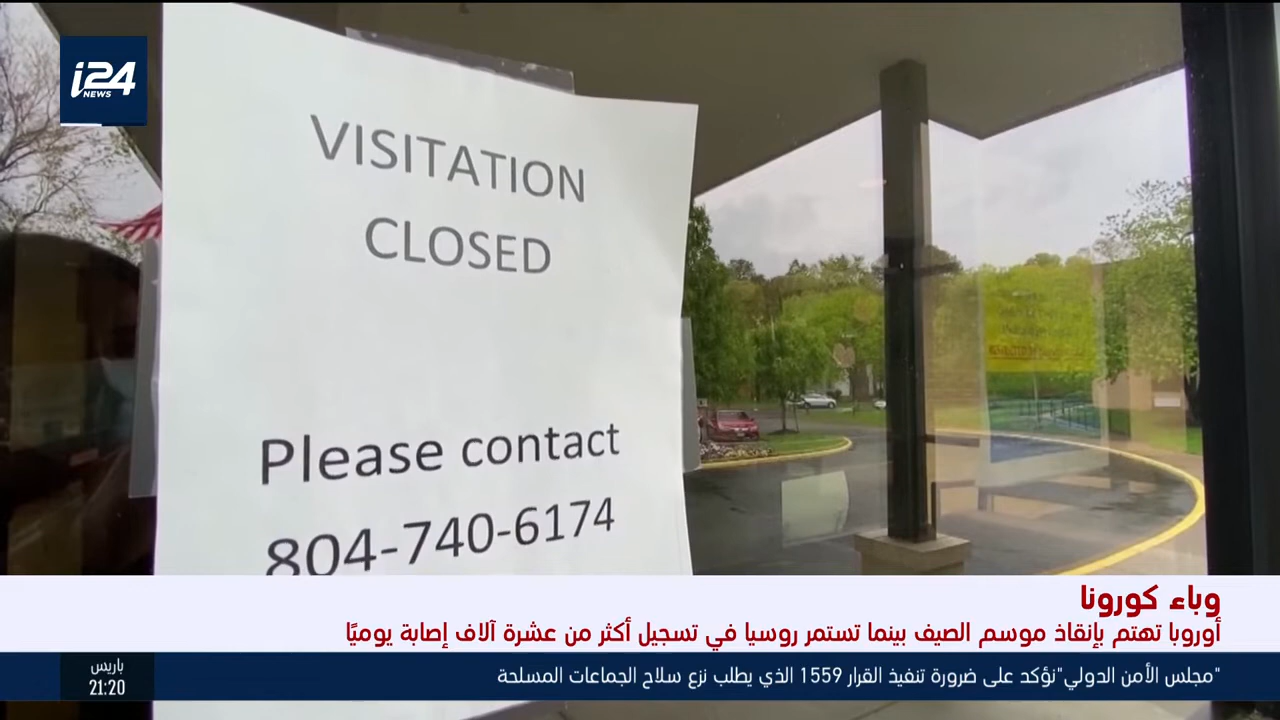 i24
NEWS
VISITATION
CLOSED
Please contact
804-740-6174
وباء كورونا
أوروبا تهتم بإنقاذ موسم الصيف بينما تستمر روسيا في تسجيل أكثر من عشرة آلاف إصابة يوميًا
باريس
21:20
"مجلس الأمن الدولي"نؤكد على ضرورة تنفيذ القرار 1559 الذي يطلب نزع سلاح الجماعات المسلحة